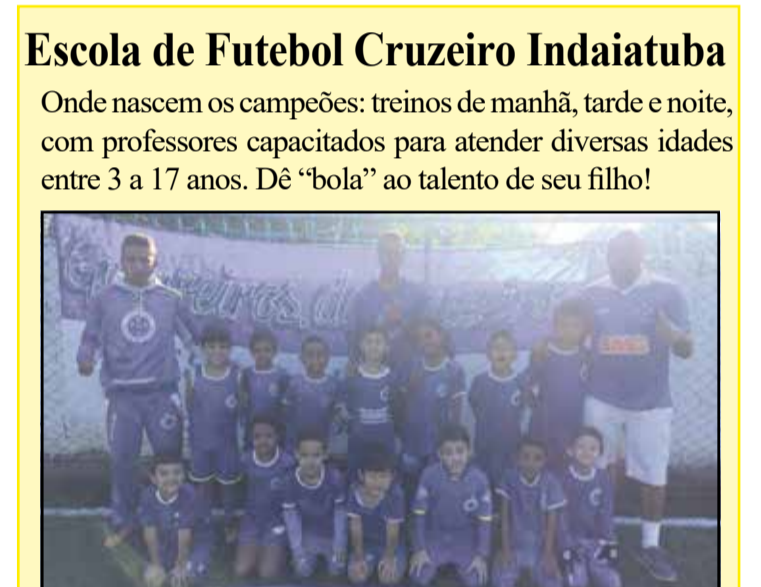 Escola de Futebol Cruzeiro Indaiatuba
Onde nascem os campeões: treinos de manhã, tarde e noite,
com professores capacitados para atender diversas idades
entre 3 a 17 anos. Dê “bola” ao talento de seu filho!